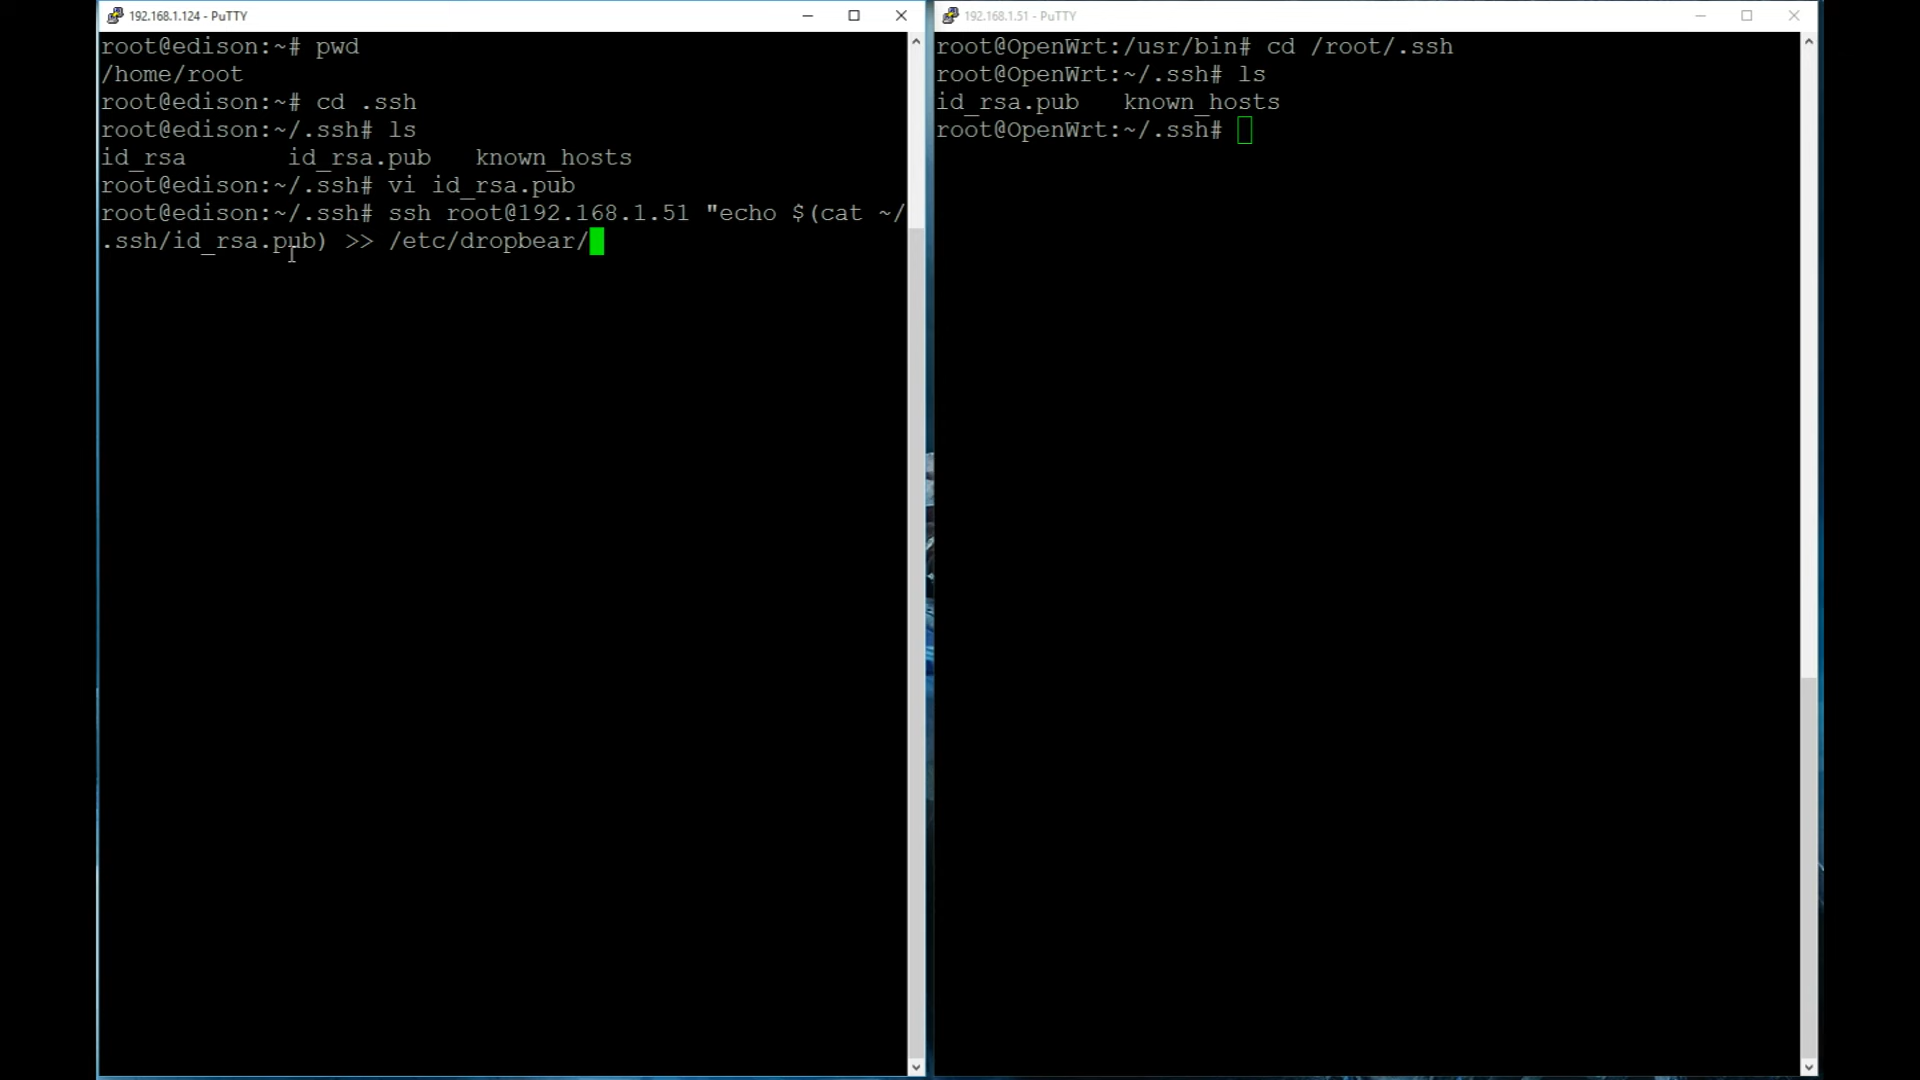 192.168.1.124 - PuTTY
root@edison:~# pwd
/home/root
root@edison:~# cd .ssh
root@edison:~/.ssh# ls
id_rsa       id_rsa.pub   known_hosts
root@edison:~/.ssh# vi id_rsa.pub
root@edison:~/.ssh# ssh root@192.168.1.51 "echo $(cat ~/
.ssh/id_rsa.pub) >> /etc/dropbear/
192.168.1.51 - PuTTY
root@OpenWrt:/usr/bin# cd /root/.ssh
root@OpenWrt:~/.ssh# ls
id_rsa.pub   known_hosts
root@OpenWrt:~/.ssh#